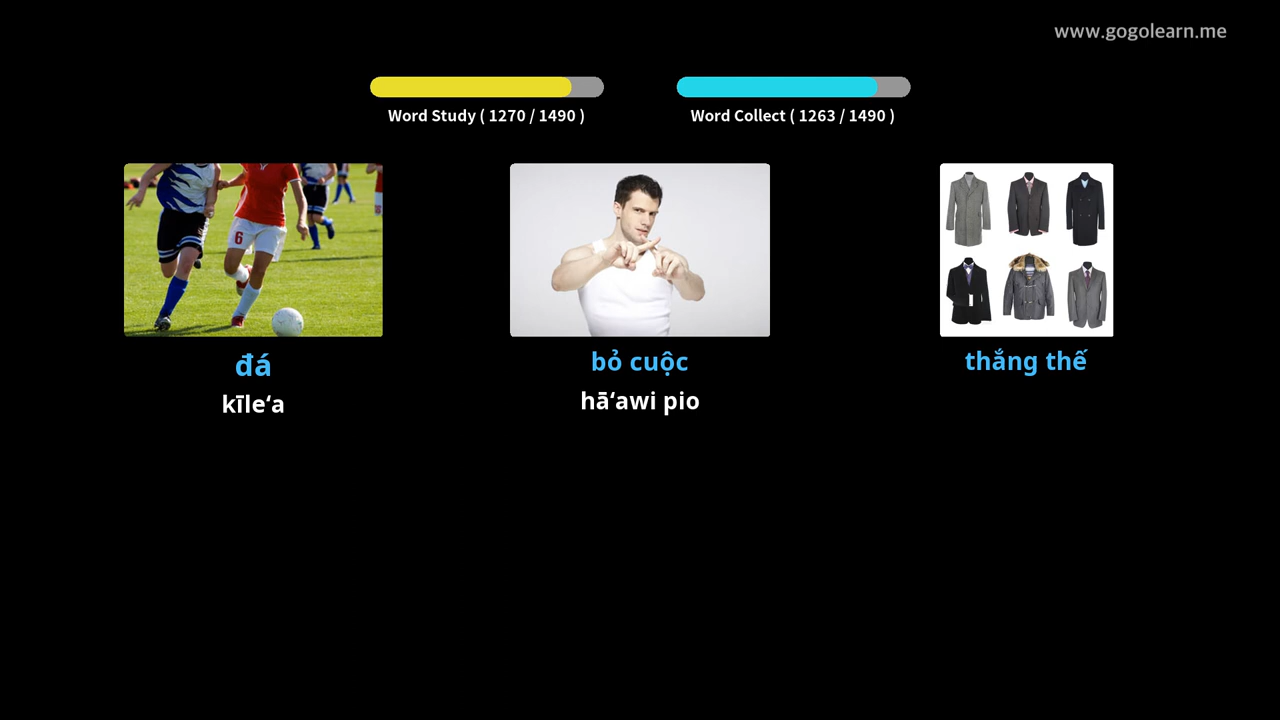 www.gogolearn.me
Word Study ( 1270 / 1490 )
Word Collect ( 1263 / 1490 )
đá
kīleʻa
bỏ cuộc
hāʻawi pio
thắng thế
6